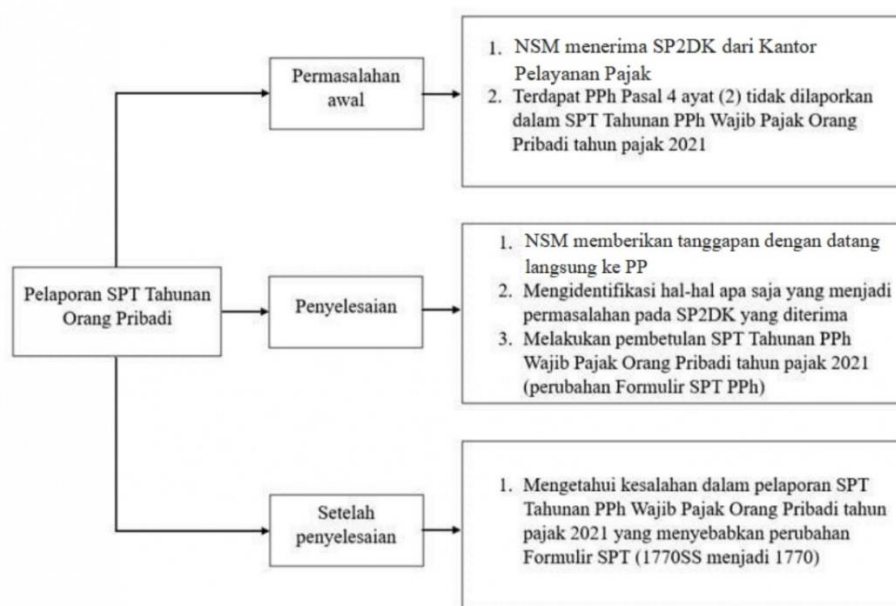 Pelaporan SPT Tahunan
Orang Pribadi
Permasalahan
awal
1. NSM menerima SP2DK dari Kantor
Pelayanan Pajak
2. Terdapat PPh Pasal 4 ayat (2) tidak dilaporkan
dalam SPT Tahunan PPh Wajib Pajak Orang
Pribadi tahun pajak 2021
Penyelesaian
1. NSM memberikan tanggapan dengan datang
langsung ke PP
2. Mengidentifikasi hal-hal apa saja yang menjadi
permasalahan pada SP2DK yang diterima
3. Melakukan pembetulan SPT Tahunan PPh
Wajib Pajak Orang Pribadi tahun pajak 2021
(perubahan Formulir SPT PPh)
Setelah
penyelesaian
1. Mengetahui kesalahan dalam pelaporan SPT
Tahunan PPh Wajib Pajak Orang Pribadi tahun
pajak 2021 yang menyebabkan perubahan
Formulir SPT (1770SS menjadi 1770)